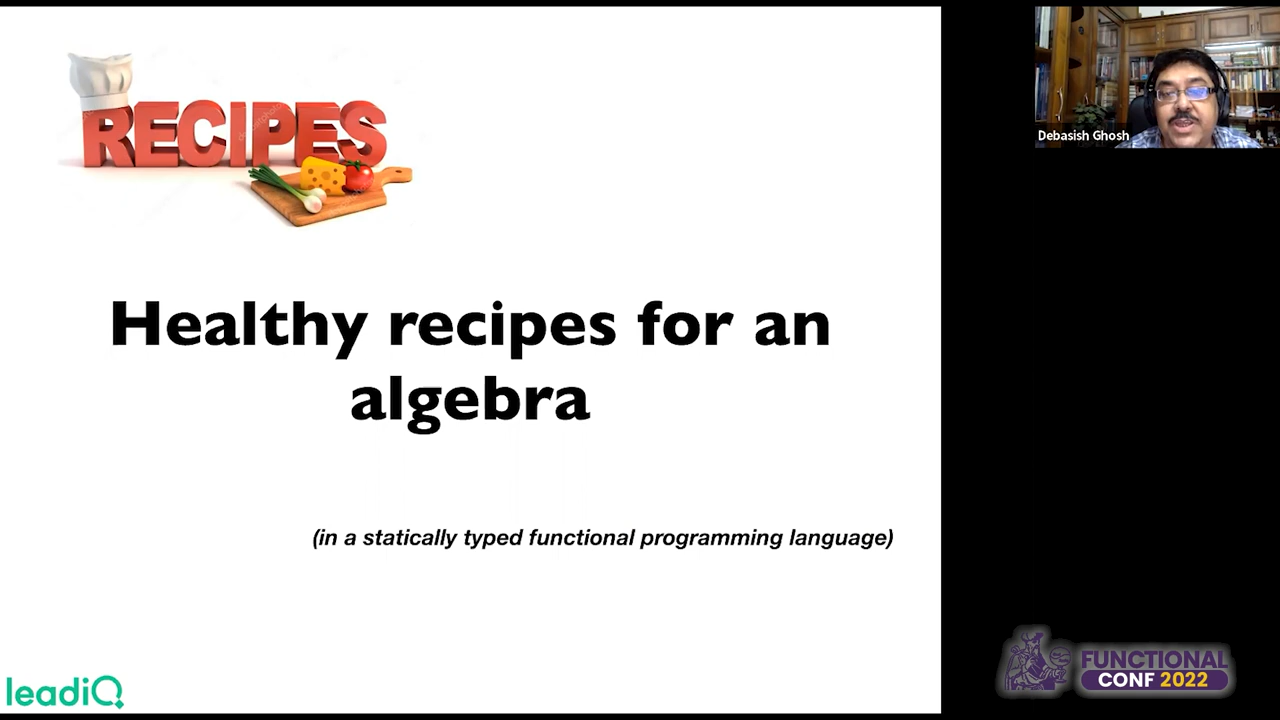 RECIPES
Debasish Ghosh
Healthy recipes for an
algebra
(in a statically typed functional programming language)
leadiQ
FUNCTIONAL
CONF 2022